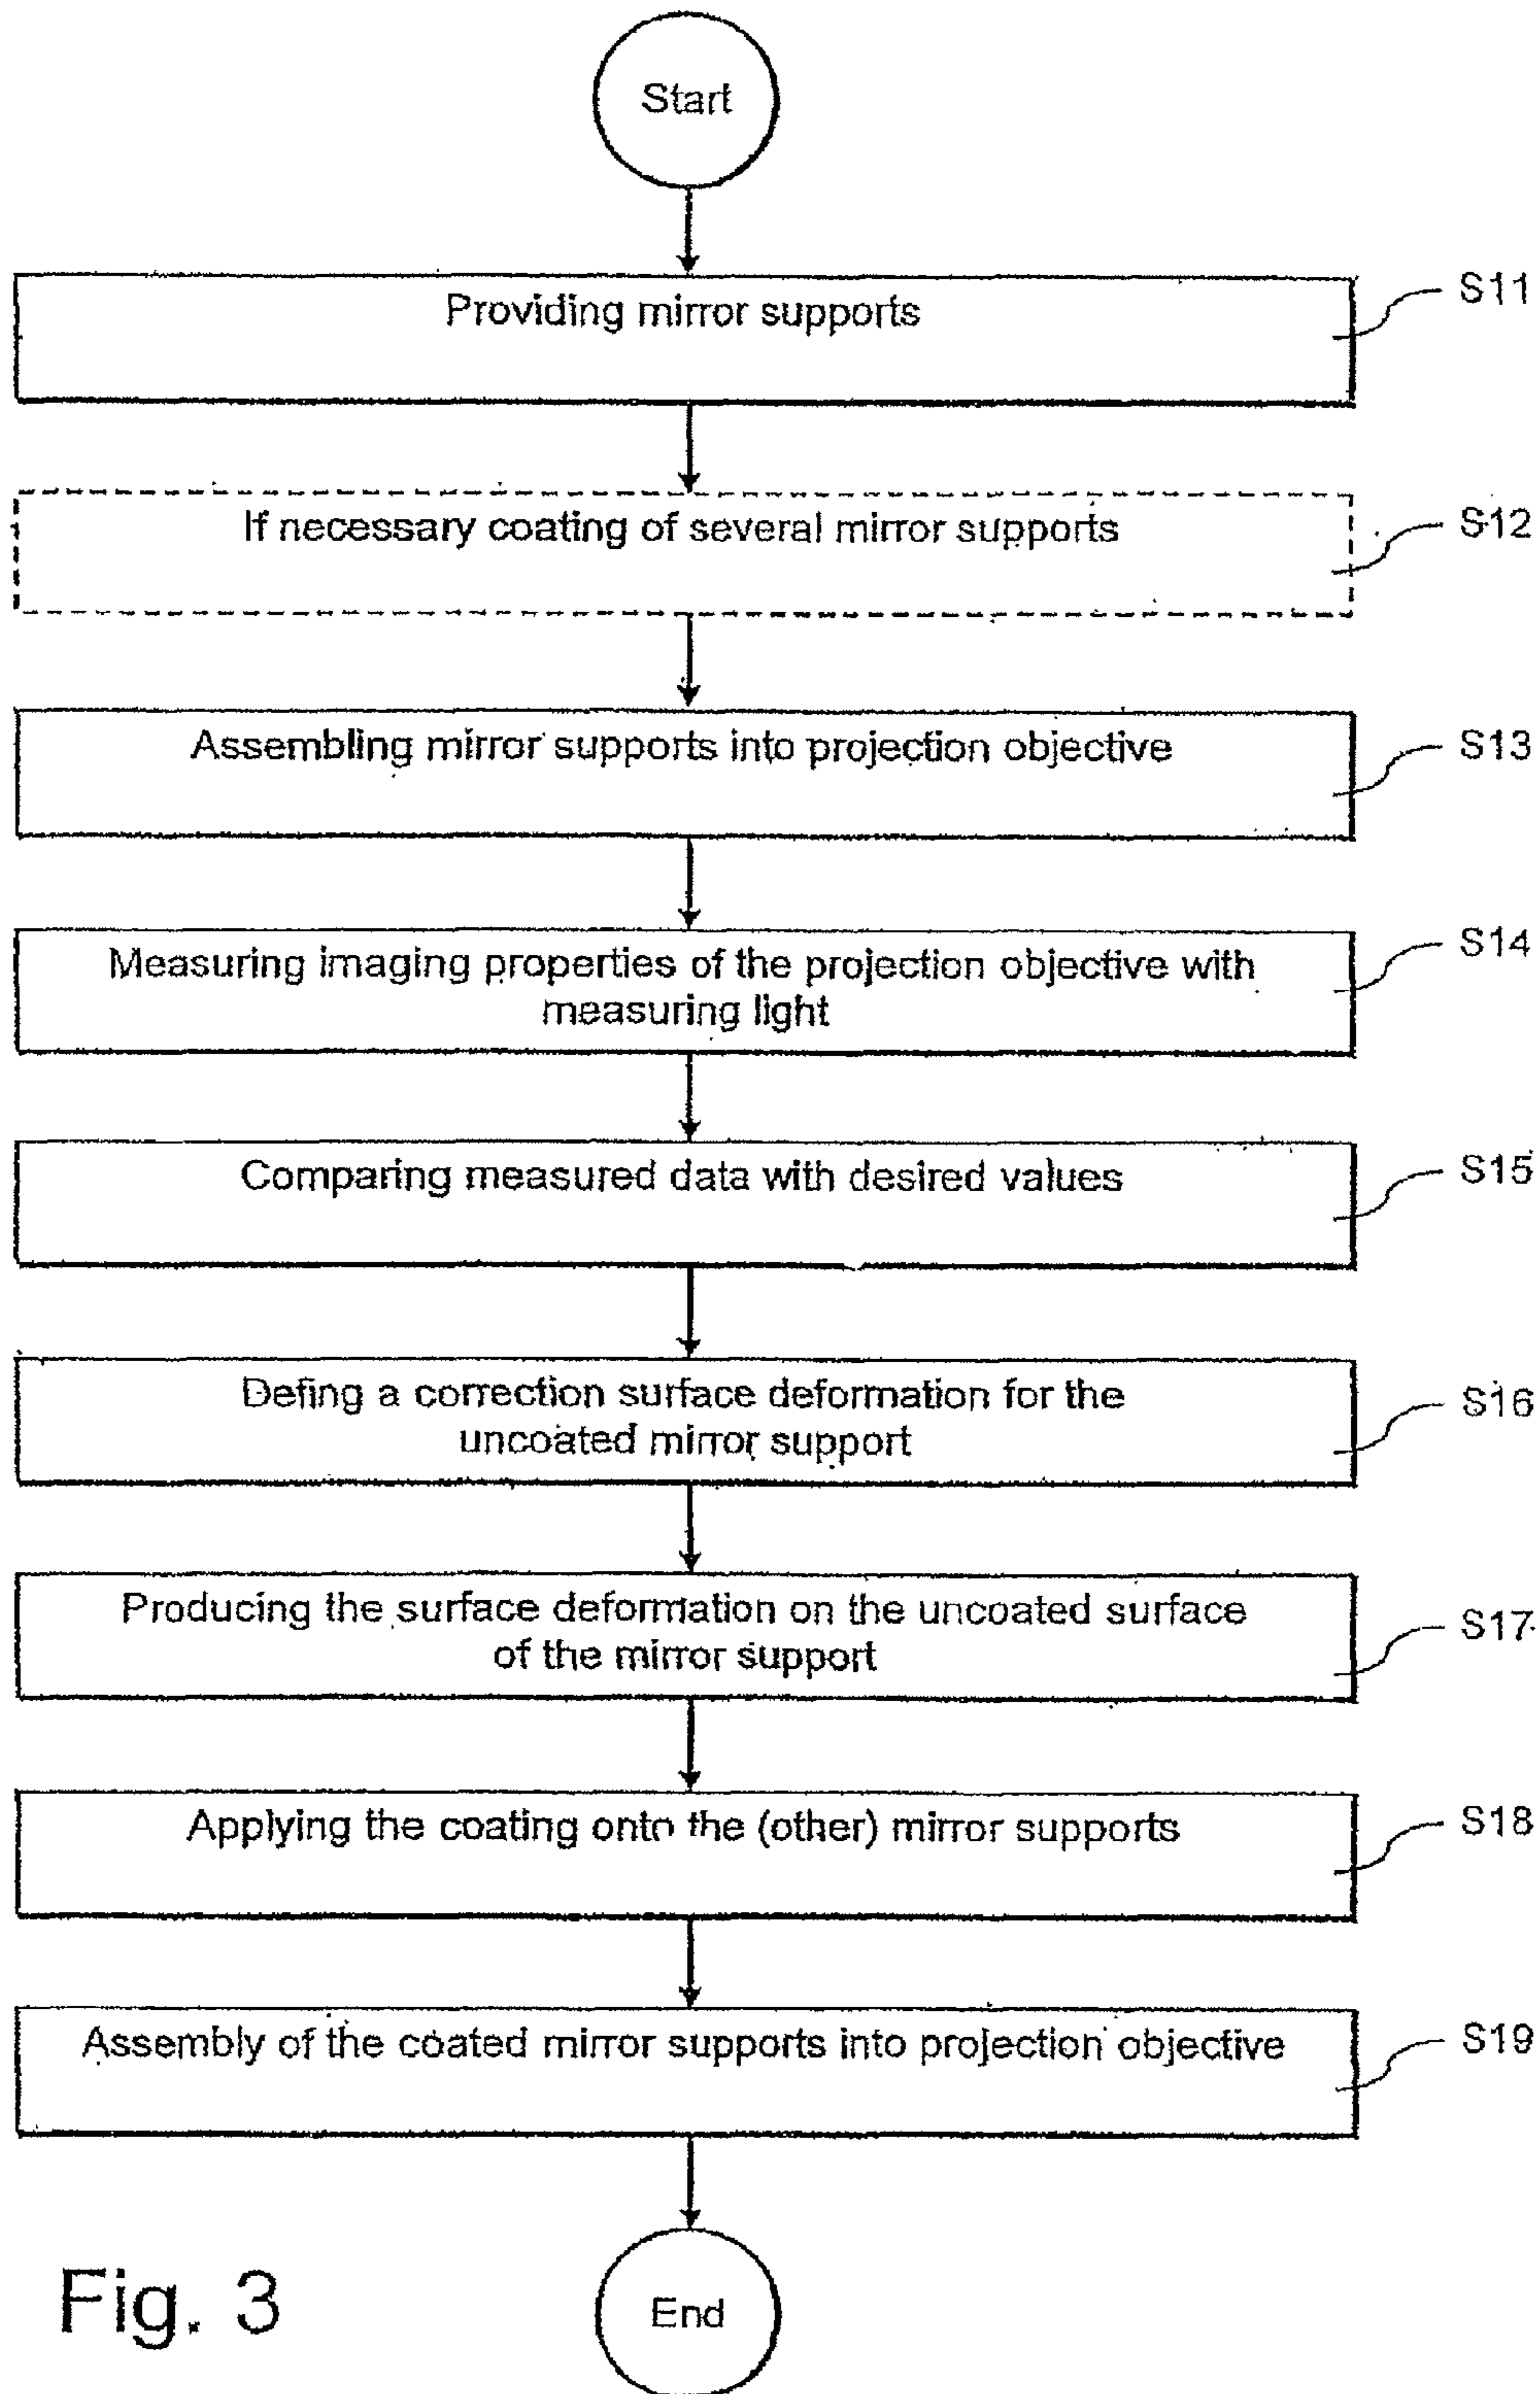 Start
Providing mirror supports
S11
If necessary coating of several mirror supports
S12
Assembling mirror supports into projection objective
S13
Measuring imaging properties of the projection objective with
measuring light
S14
Comparing measured data with desired values
S15
Defing a correction surface deformation for the
uncoated mirror support
S16
Producing the surface deformation on the uncoated surface
of the mirror support
S17
Applying the coating onto the (other) mirror supports
S18
Assembly of the coated mirror supports into projection objective
S19
End
Fig. 3